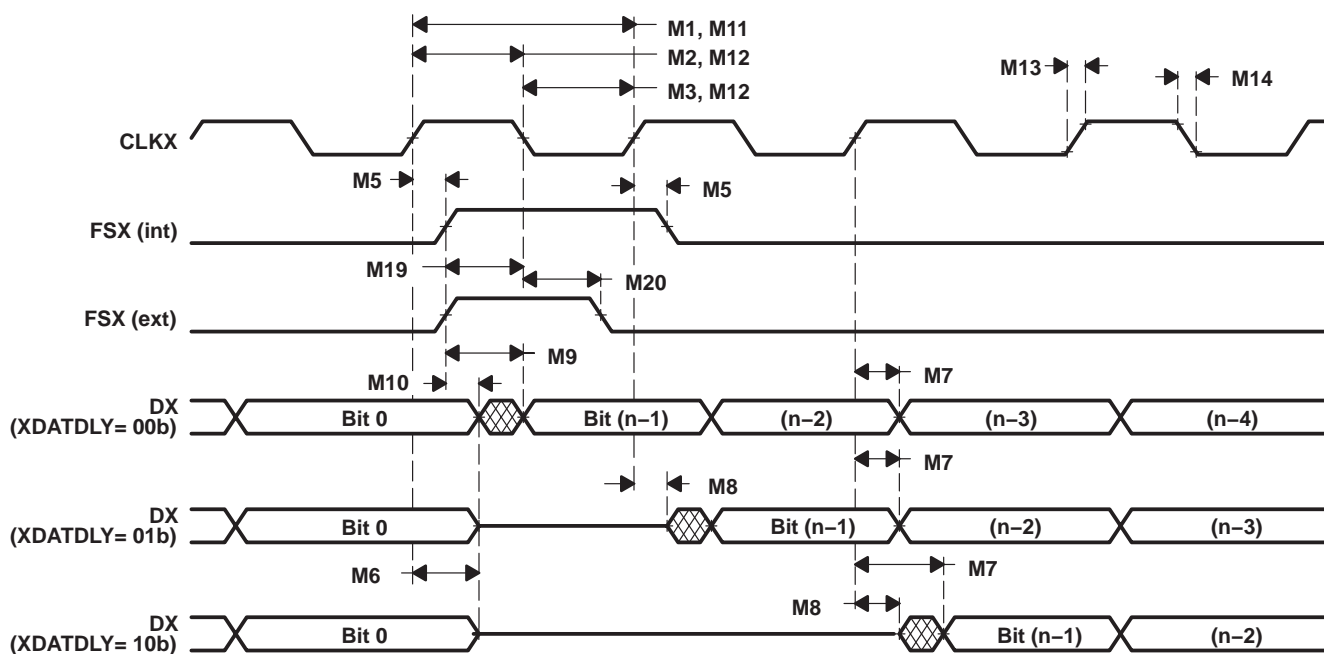 M1, M11
M2, M12
M3, M12
M13
M14
CLKX
M5
M5
FSX (int)
M19
M20
FSX (ext)
M9
M10
M7
DX
(XDATDLY= 00b)
Bit 0
Bit (n−1)
(n−2)
(n−3)
(n−4)
M7
M8
DX
(XDATDLY= 01b)
Bit 0
Bit (n−1)
(n−2)
(n−3)
M6
M7
M8
DX
(XDATDLY= 10b)
Bit 0
Bit (n−1)
(n−2)